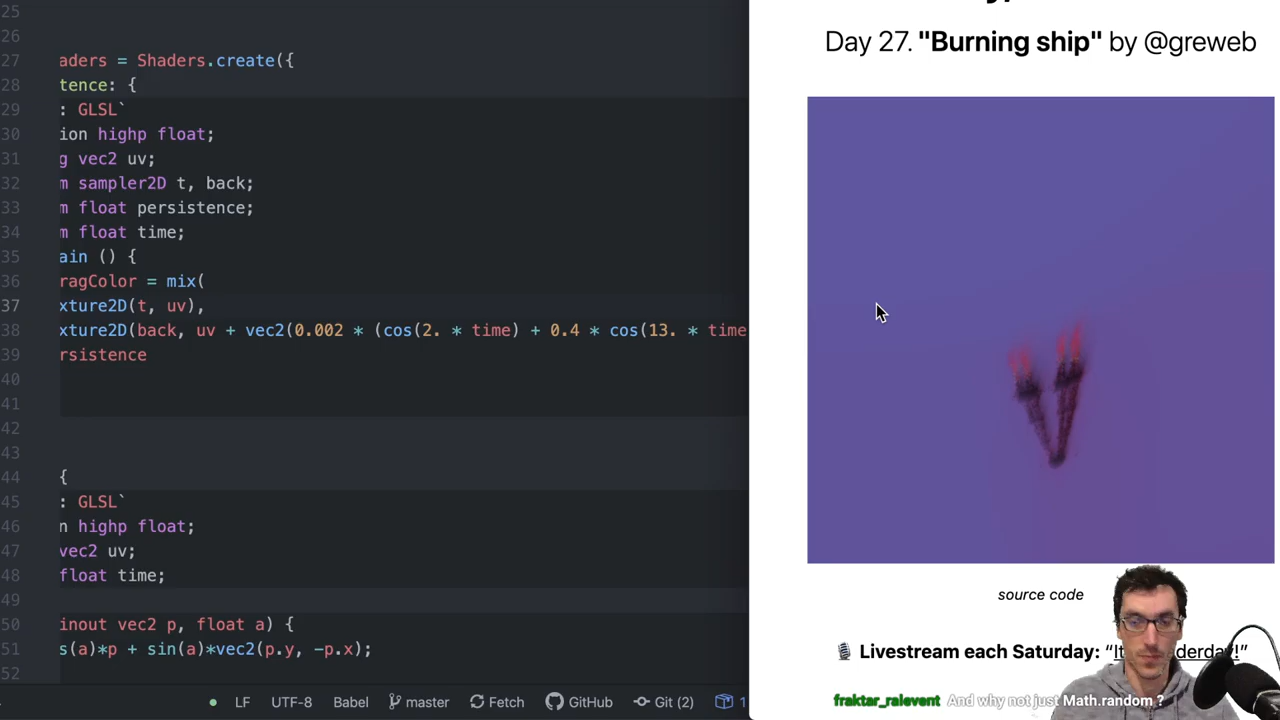 25
26
27 aders = Shaders.create({
28 tence: {
29 : GLSL`
30 ion highp float;
31 g vec2 uv;
32 m sampler2D t, back;
33 m float persistence;
34 m float time;
35 ain () {
36 ragColor = mix(
37 xture2D(t, uv),
38 xture2D(back, uv + vec2(0.002 * (cos(2. * time) + 0.4 * cos(13. * time
39 rsistence
40
41
42
43
44 {
45 : GLSL`
46 n highp float;
47 vec2 uv;
48 float time;
49
50 inout vec2 p, float a) {
51 s(a)*p + sin(a)*vec2(p.y, -p.x);
52
LF UTF-8 Babel master Fetch GitHub Git (2) 1
Day 27. "Burning ship" by @greweb
source code
Livestream each Saturday: “It derday!”
fraktar_ralevent And why not just Math.random ?